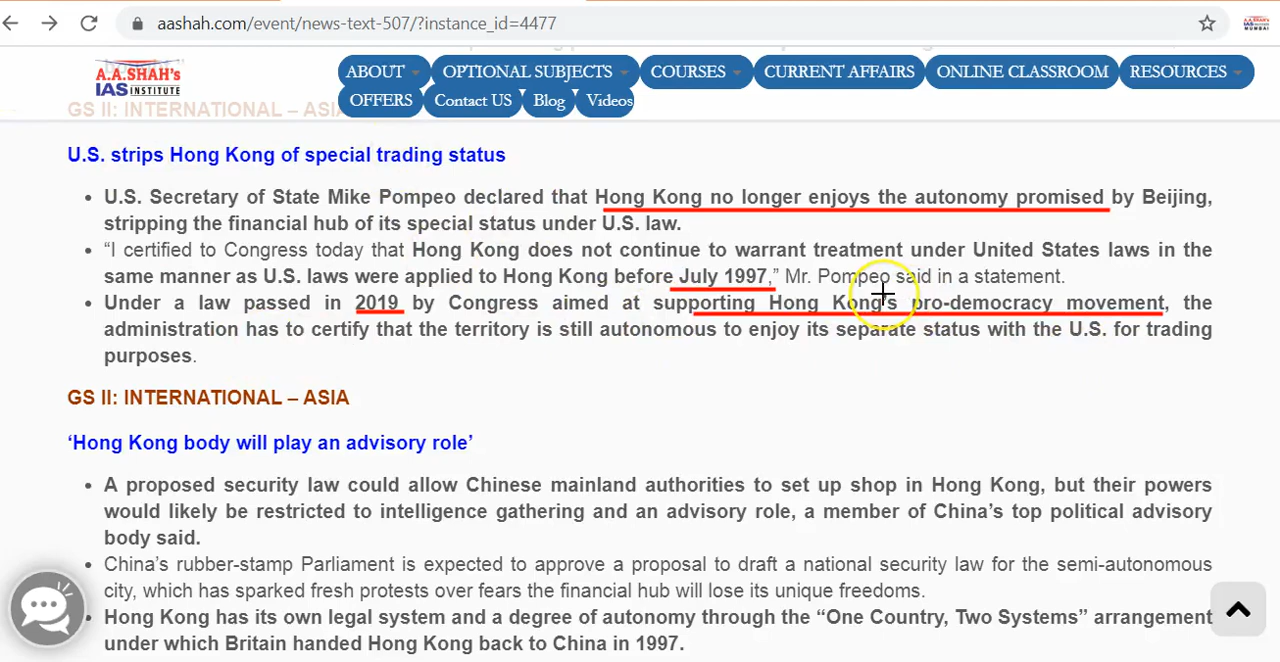 aashah.com/event/news-text-507/?instance_id=4477
A.A.SHAH's
IAS INSTITUTE
ABOUT
OPTIONAL SUBJECTS
COURSES
CURRENT AFFAIRS
ONLINE CLASSROOM
RESOURCES
OFFERS
Contact US
Blog
Videos
GS II: INTERNATIONAL – ASIA
U.S. strips Hong Kong of special trading status
• U.S. Secretary of State Mike Pompeo declared that Hong Kong no longer enjoys the autonomy promised by Beijing,
stripping the financial hub of its special status under U.S. law.
• “I certified to Congress today that Hong Kong does not continue to warrant treatment under United States laws in the
same manner as U.S. laws were applied to Hong Kong before July 1997,” Mr. Pompeo said in a statement.
• Under a law passed in 2019 by Congress aimed at supporting Hong Kong’s pro-democracy movement, the
administration has to certify that the territory is still autonomous to enjoy its separate status with the U.S. for trading
purposes.
GS II: INTERNATIONAL – ASIA
‘Hong Kong body will play an advisory role’
• A proposed security law could allow Chinese mainland authorities to set up shop in Hong Kong, but their powers
would likely be restricted to intelligence gathering and an advisory role, a member of China’s top political advisory
body said.
• China’s rubber-stamp Parliament is expected to approve a proposal to draft a national security law for the semi-autonomous
city, which has sparked fresh protests over fears the financial hub will lose its unique freedoms.
• Hong Kong has its own legal system and a degree of autonomy through the “One Country, Two Systems” arrangement
under which Britain handed Hong Kong back to China in 1997.